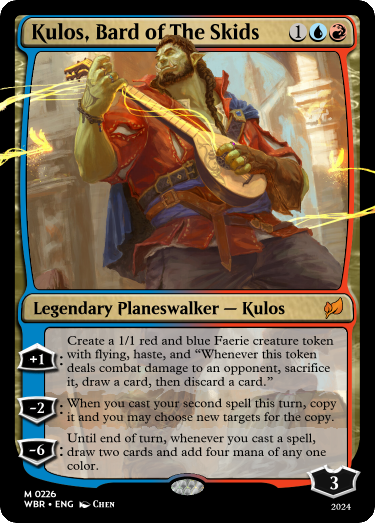 Kulos, Bard of The Skids 1
Legendary Planeswalker — Kulos
+1: Create a 1/1 red and blue Faerie creature token
with flying, haste, and “Whenever this token
deals combat damage to an opponent, sacrifice
it, draw a card, then discard a card.”
-2: When you cast your second spell this turn, copy
it and you may choose new targets for the copy.
-6: Until end of turn, whenever you cast a spell,
draw two cards and add four mana of any one
color.
3
M 0226
WBR • ENG Chen
2024